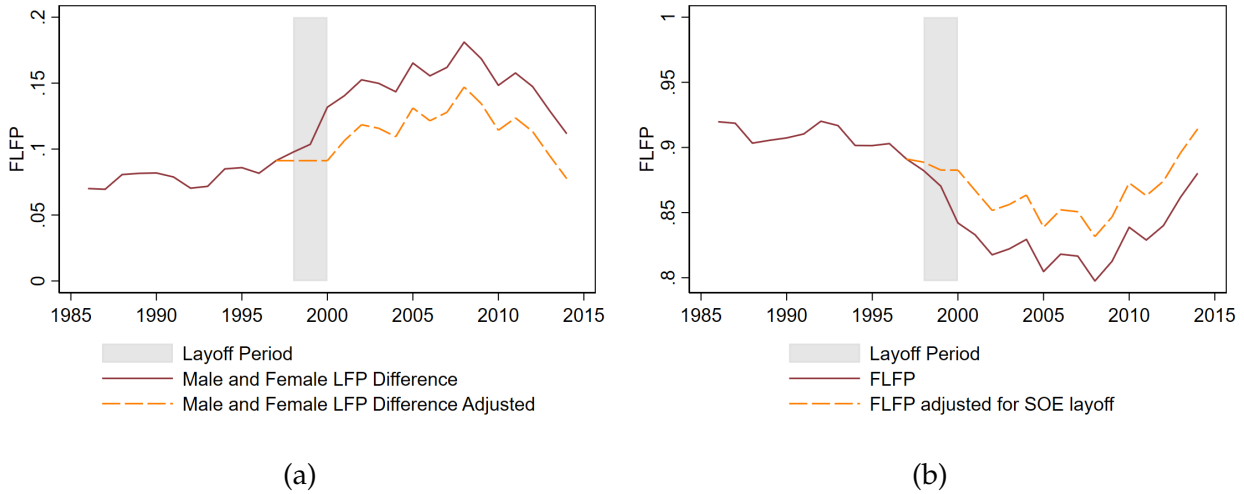 .2
.15
.1
.05
0
FLFP
1985 1990 1995 2000 2005 2010 2015
Layoff Period
Male and Female LFP Difference
Male and Female LFP Difference Adjusted
(a)
1
.95
.9
.85
.8
FLFP
1985 1990 1995 2000 2005 2010 2015
Layoff Period
FLFP
FLFP adjusted for SOE layoff
(b)